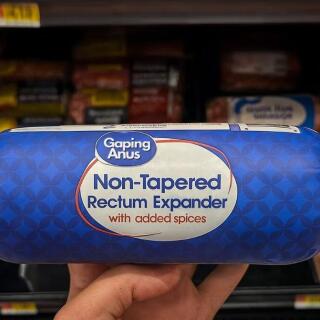 Gaping
Anus
Non-Tapered
Rectum Expander
with added spices